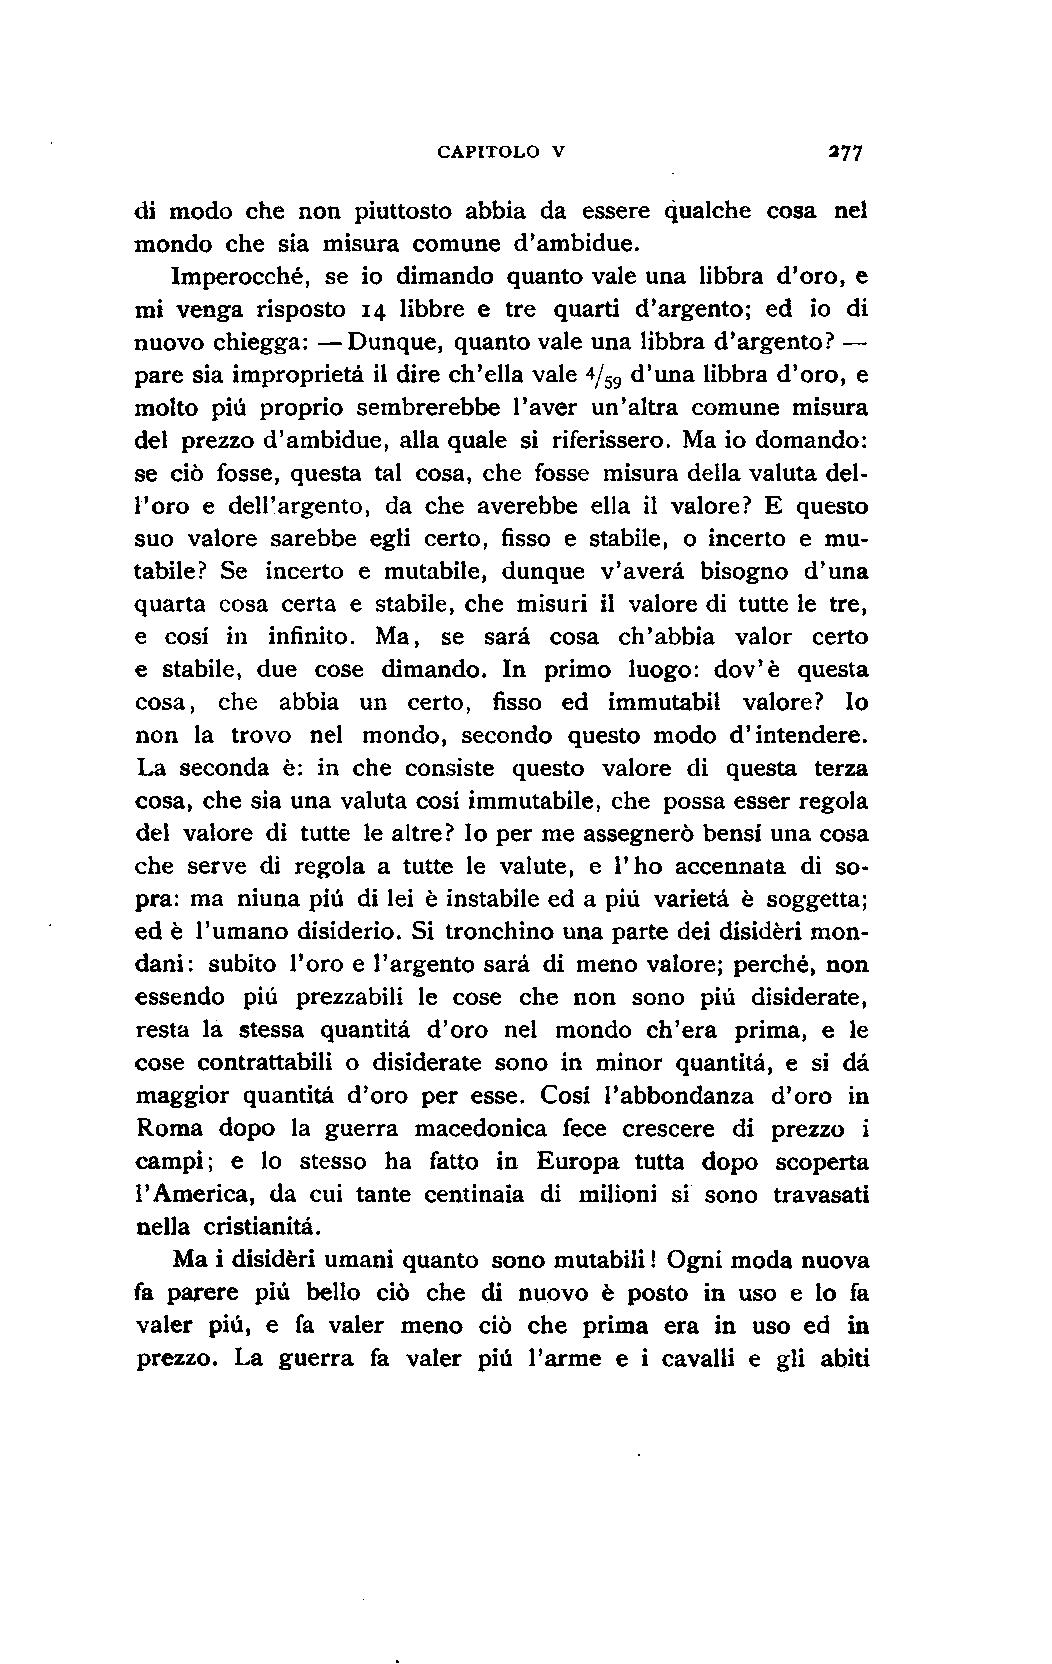 CAPITOLO V 277
di modo che non piuttosto abbia da essere qualche cosa nel
mondo che sia misura comune d'ambidue.
Imperocché, se io dimando quanto vale una libbra d'oro, e
mi venga risposto 14 libbre e tre quarti d'argento; ed io di
nuovo chiegga: — Dunque, quanto vale una libbra d'argento? —
pare sia improprietá il dire ch'ella vale 4/59 d'una libbra d'oro, e
molto piú proprio sembrerebbe l'aver un'altra comune misura
del prezzo d'ambidue, alla quale si riferissero. Ma io domando:
se ciò fosse, questa tal cosa, che fosse misura della valuta del-
l'oro e dell'argento, da che averebbe ella il valore? E questo
suo valore sarebbe egli certo, fisso e stabile, o incerto e mu-
tabile? Se incerto e mutabile, dunque v'averá bisogno d'una
quarta cosa certa e stabile, che misuri il valore di tutte le tre,
e cosí in infinito. Ma, se sará cosa ch'abbia valor certo
e stabile, due cose dimando. In primo luogo: dov'è questa
cosa, che abbia un certo, fisso ed immutabil valore? Io
non la trovo nel mondo, secondo questo modo d'intendere.
La seconda è: in che consiste questo valore di questa terza
cosa, che sia una valuta cosí immutabile, che possa esser regola
del valore di tutte le altre? Io per me assegnerò bensí una cosa
che serve di regola a tutte le valute, e l'ho accennata di so-
pra: ma niuna piú di lei è instabile ed a piú varietá è soggetta;
ed è l'umano disiderio. Si tronchino una parte dei disidèri mon-
dani: subito l'oro e l'argento sará di meno valore; perché, non
essendo piú prezzabili le cose che non sono piú disiderate,
resta la stessa quantitá d'oro nel mondo ch'era prima, e le
cose contrattabili o disiderate sono in minor quantitá, e si dá
maggior quantitá d'oro per esse. Cosí l'abbondanza d'oro in
Roma dopo la guerra macedonica fece crescere di prezzo i
campi; e lo stesso ha fatto in Europa tutta dopo scoperta
l'America, da cui tante centinaia di milioni si sono travasati
nella cristianitá.
Ma i disidèri umani quanto sono mutabili! Ogni moda nuova
fa parere piú bello ciò che di nuovo è posto in uso e lo fa
valer piú, e fa valer meno ciò che prima era in uso ed in
prezzo. La guerra fa valer piú l'arme e i cavalli e gli abiti